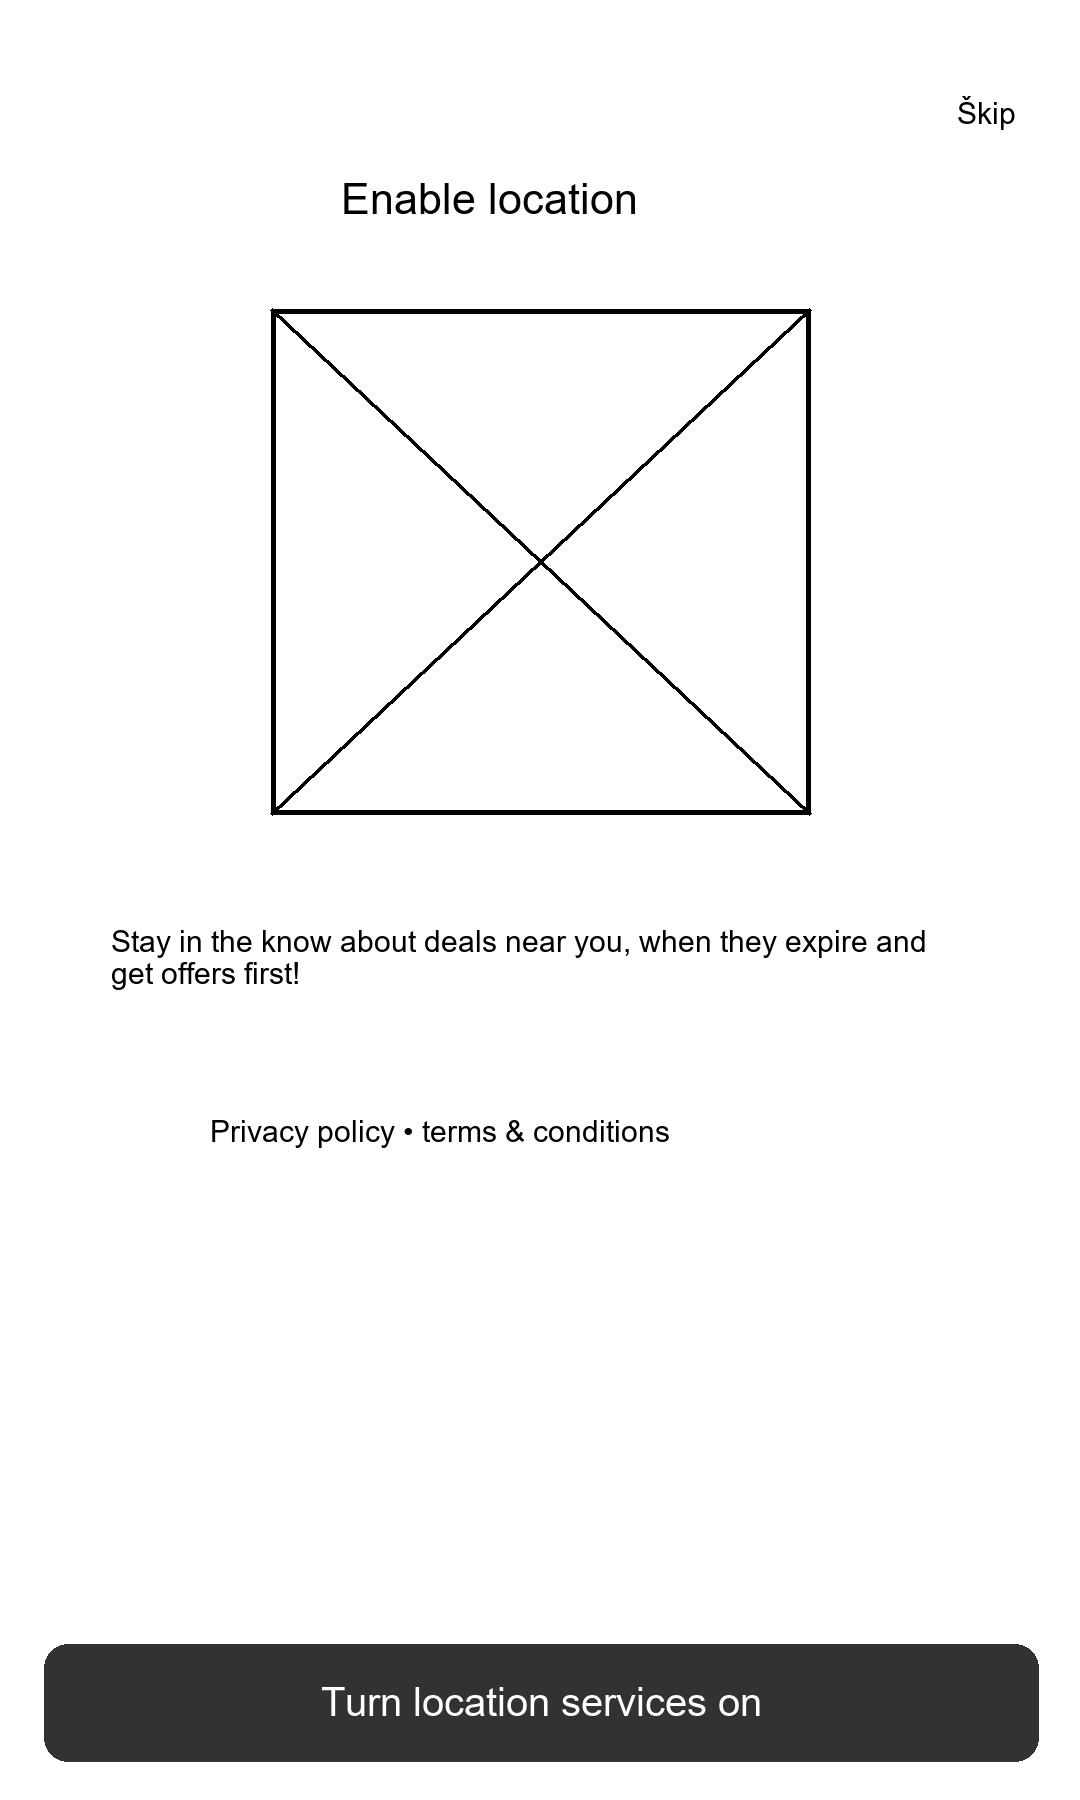 Škip
Enable location
Stay in the know about deals near you, when they expire and
get offers first!
Privacy policy • terms & conditions
Turn location services on